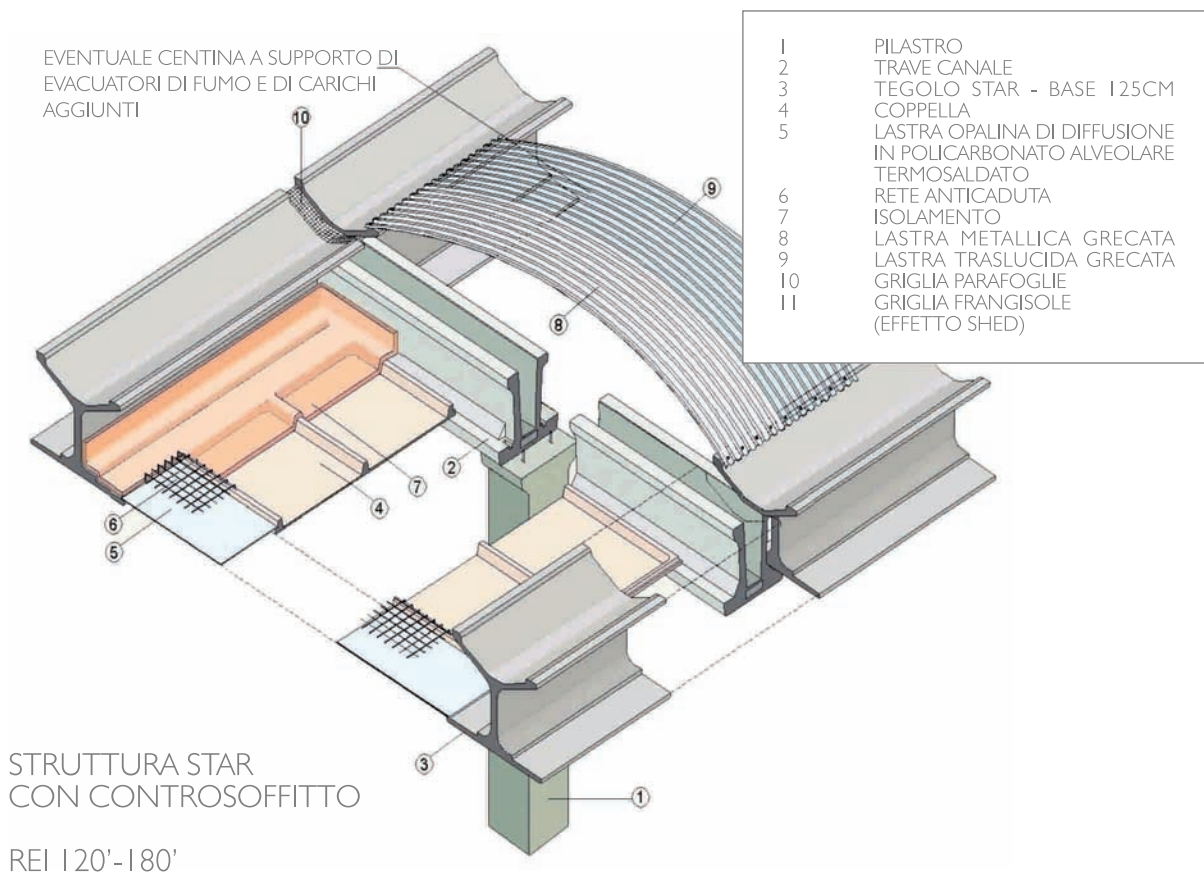 EVENTUALE CENTINA A SUPPORTO DI
EVACUATORI DI FUMO E DI CARICHI
AGGIUNTI
1 PILASTRO
2 TRAVE CANALE
3 TEGOLO STAR - BASE 125CM
4 COPPELLA
5 LASTRA OPALINA DI DIFFUSIONE
IN POLICARBONATO ALVEOLARE
TERMOSALDATO
6 RETE ANTICADUTA
7 ISOLAMENTO
8 LASTRA METALLICA GRECATA
9 LASTRA TRASLUCIDA GRECATA
10 GRIGLIA PARAFOGLIE
11 GRIGLIA FRANGISOLE
(EFFETTO SHED)
10
9
8
2
7
4
6
5
3
1
STRUTTURA STAR
CON CONTROSOFFITTO
REI 120'-180'